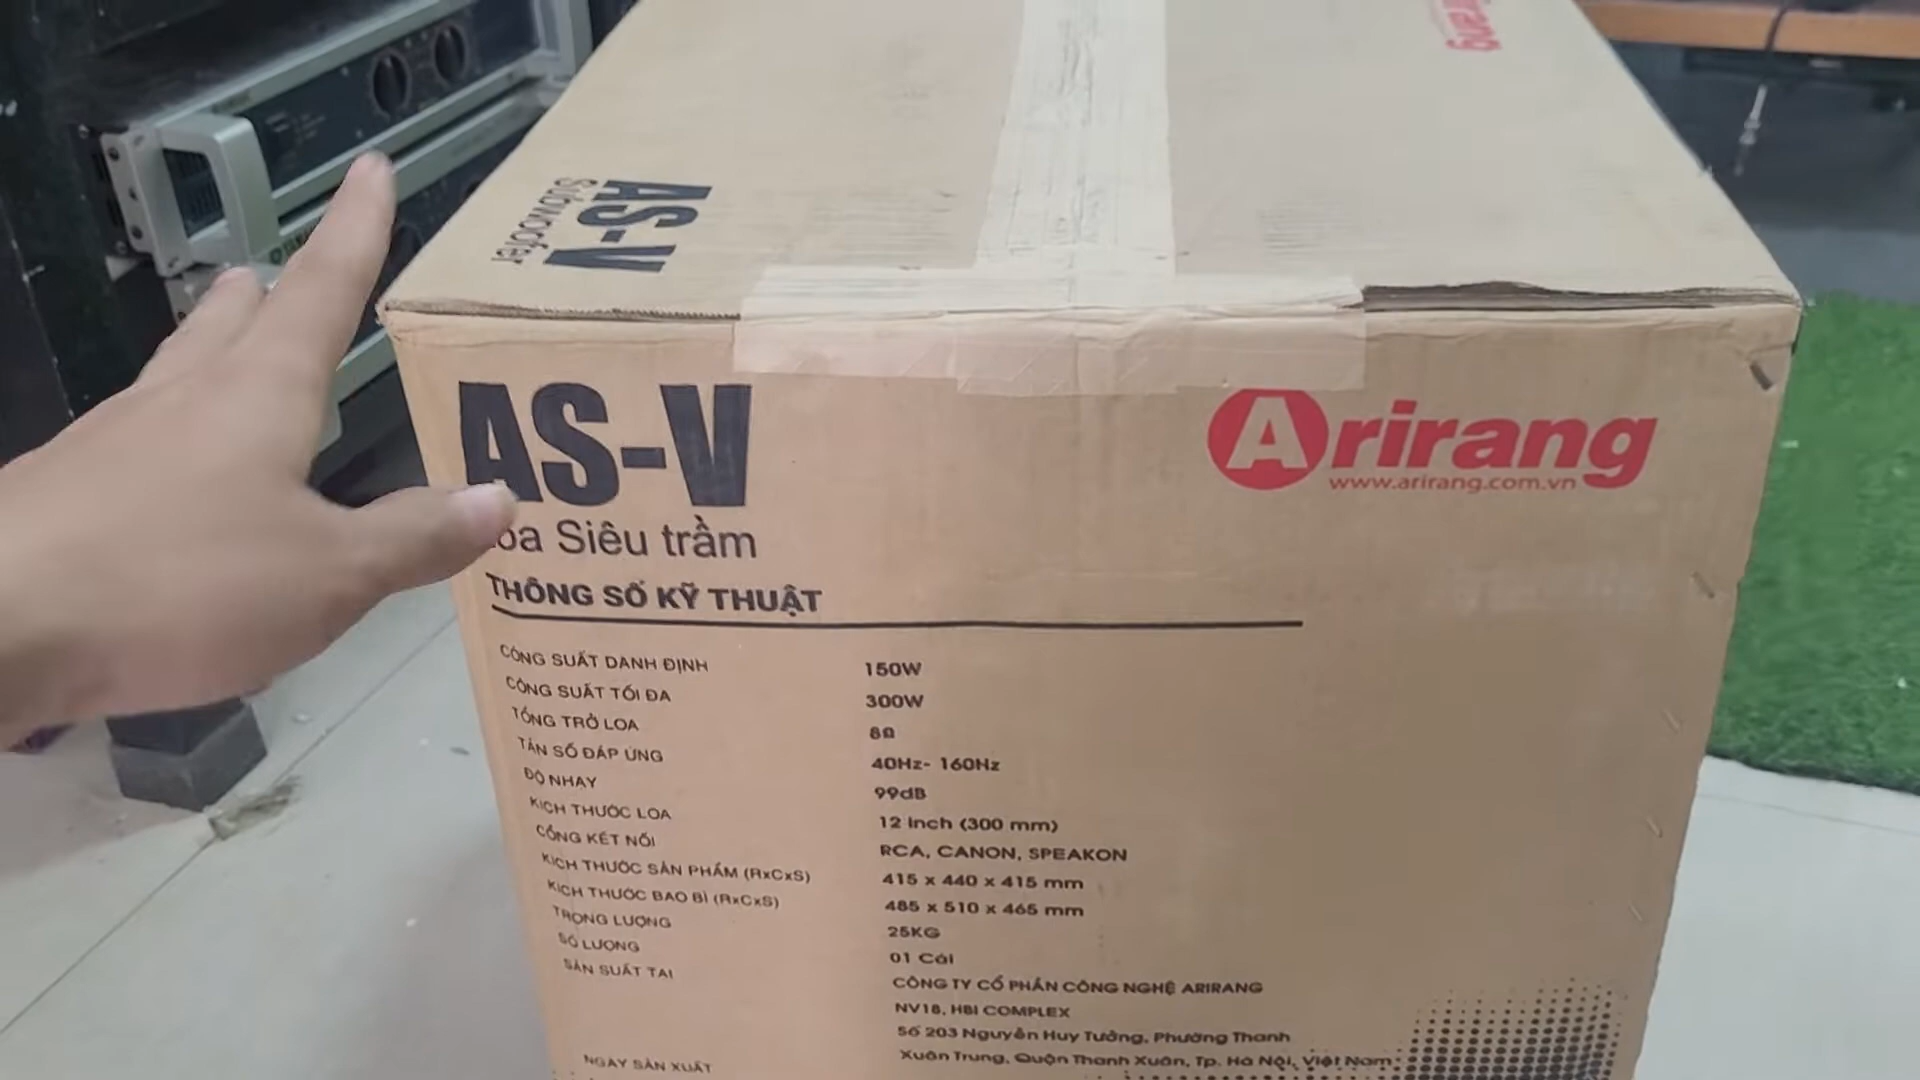 AS-V
Subwoofer
AS-V
Arirang
www.arirang.com.vn
Siêu trầm
THÔNG SỐ KỸ THUẬT
CÔNG SUẤT DANH ĐỊNH 150W
CÔNG SUẤT TỐI ĐA 300W
TỔNG TRỞ LOA 8Ω
TẦN SỐ ĐÁP ỨNG 40Hz- 160Hz
ĐỘ NHẠY 99dB
KÍCH THƯỚC LOA 12 inch (300 mm)
CỔNG KẾT NỐI RCA, CANON, SPEAKON
KÍCH THƯỚC SẢN PHẨM (RxCxS) 415 x 440 x 415 mm
KÍCH THƯỚC BAO BÌ (RxCxS) 485 x 510 x 465 mm
TRỌNG LƯỢNG 25KG
SỐ LƯỢNG 01 Cái
SẢN SUẤT TẠI CÔNG TY CỔ PHẦN CÔNG NGHỆ ARIRANG
NV18, HBI COMPLEX
Số 203 Nguyễn Huy Tưởng, Phường Thanh
Xuân Trung, Quận Thanh Xuân, Tp. Hà Nội, Việt Nam
NGÀY SẢN XUẤT